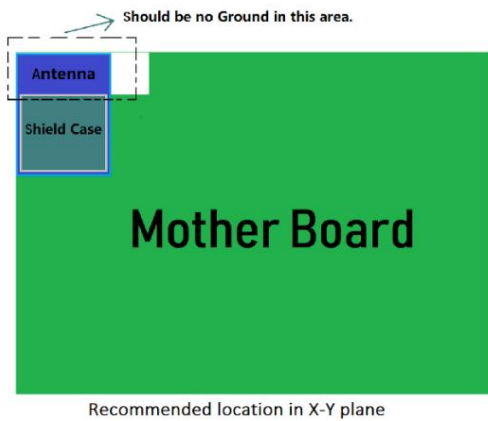 Should be no Ground in this area.
Antenna
Shield Case
Mother Board
Recommended location in X-Y plane